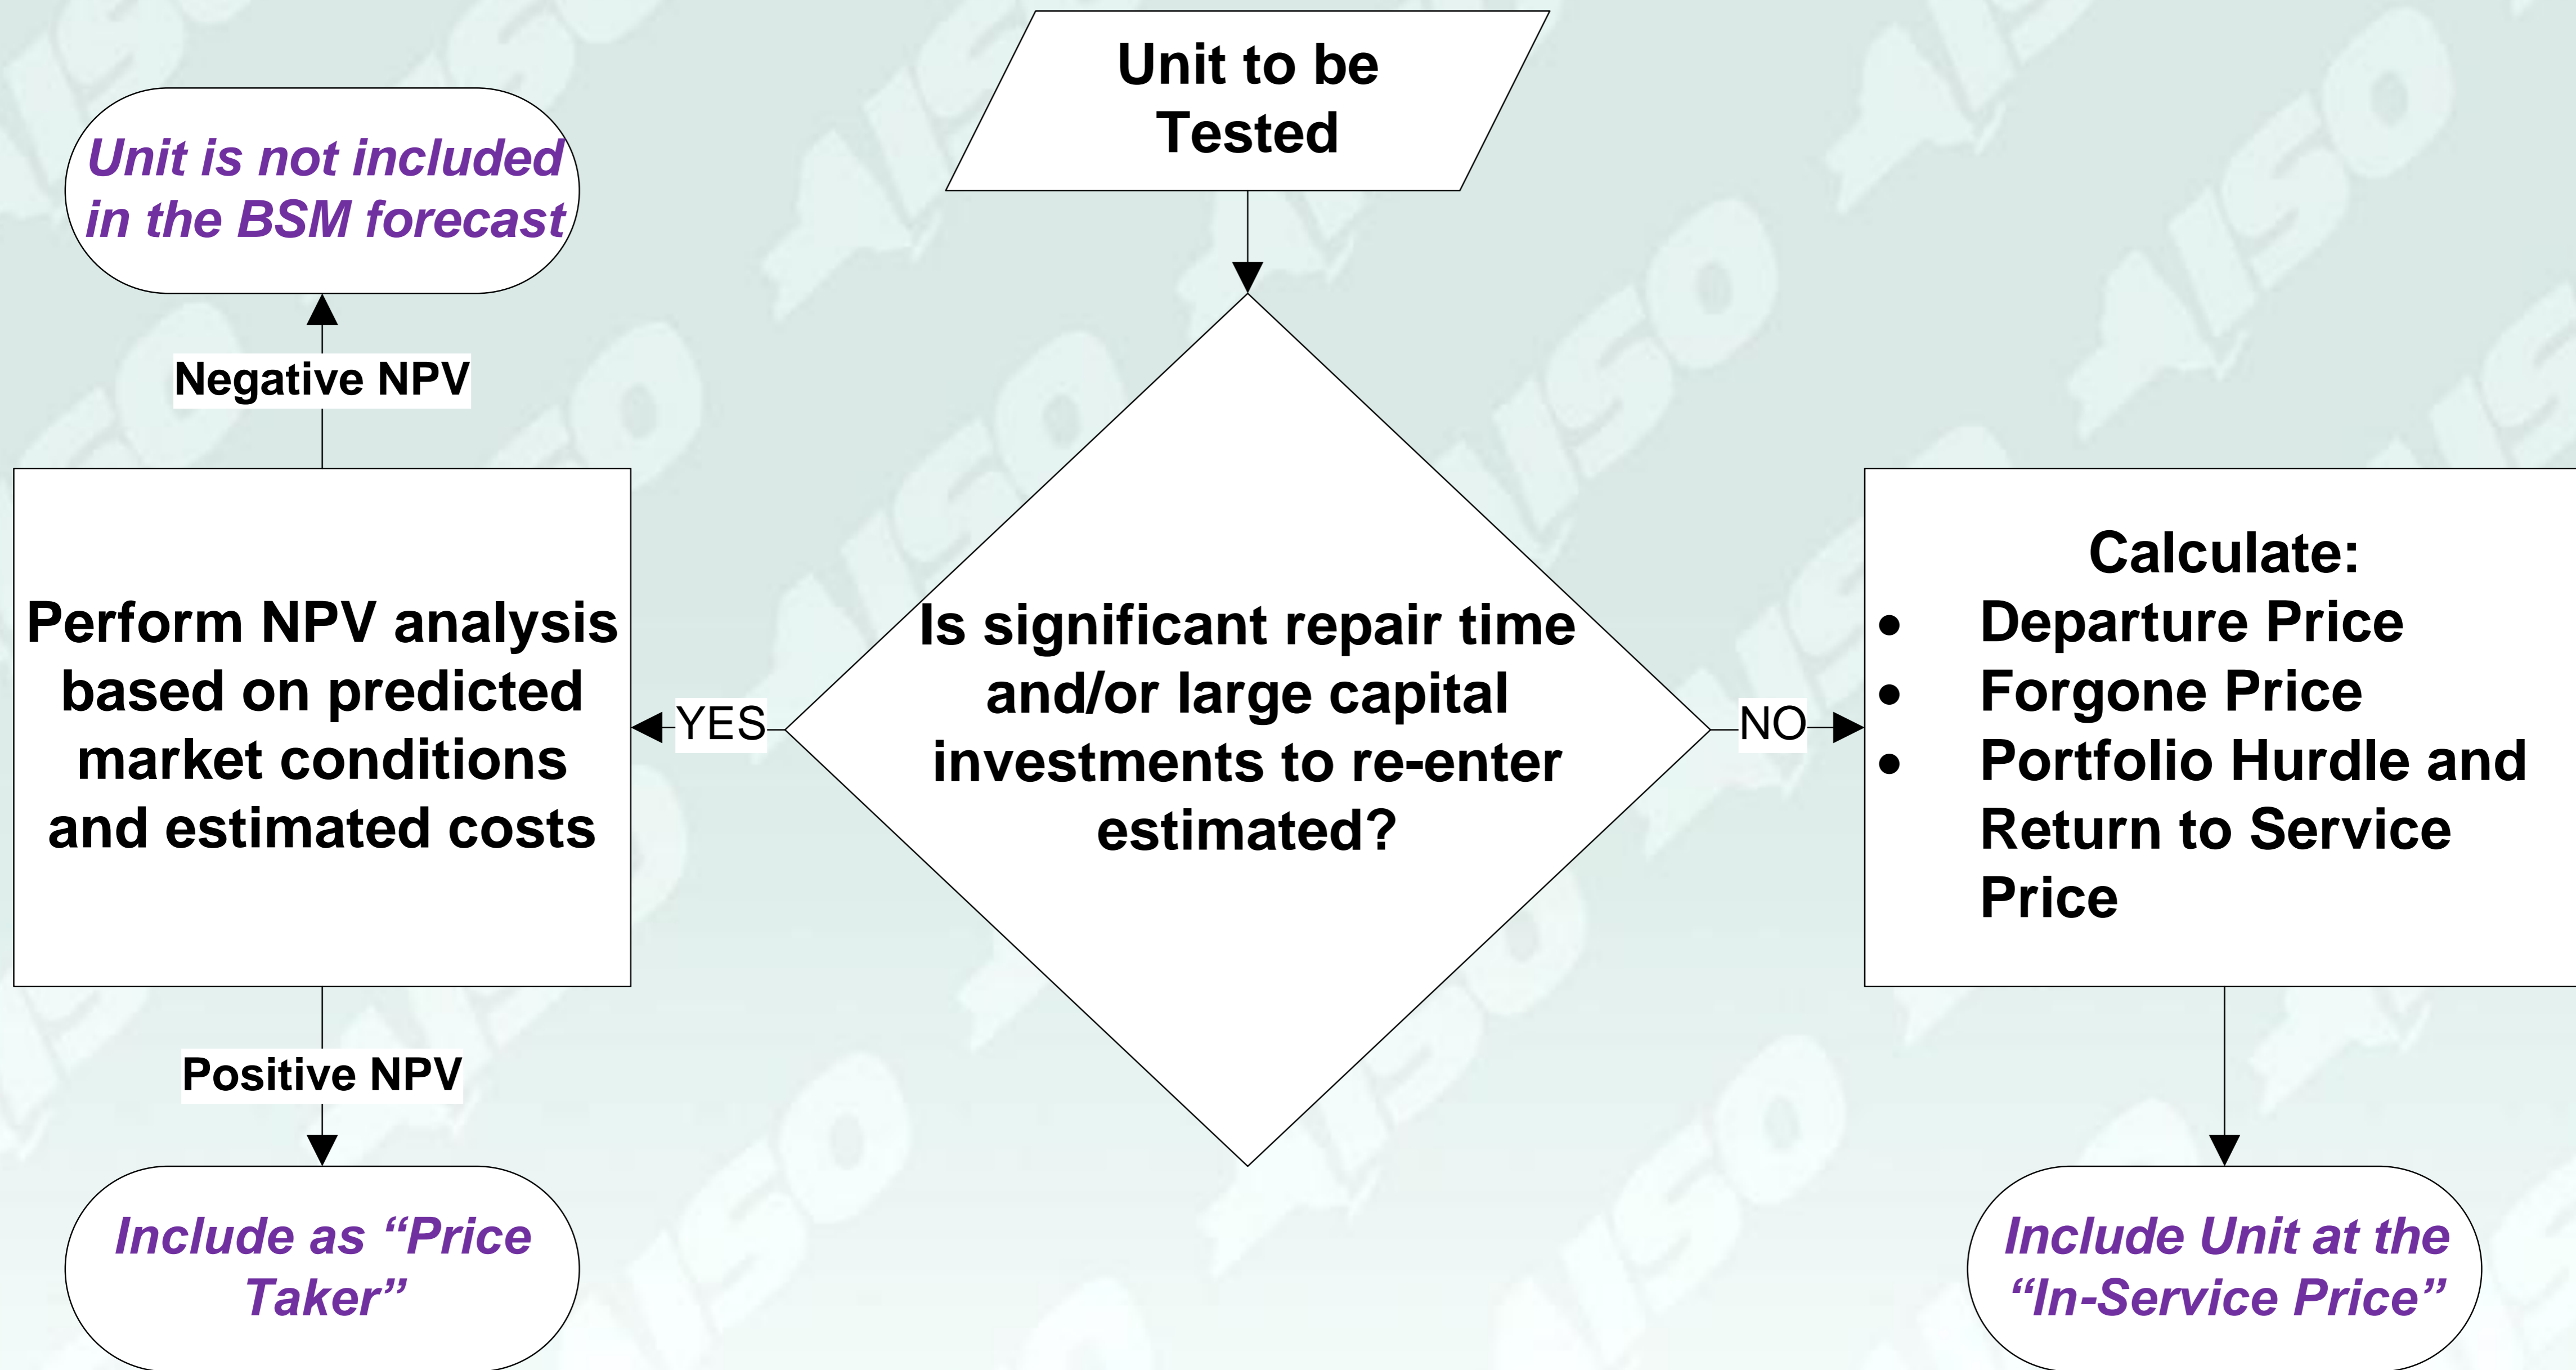 Unit to be
Tested
Unit is not included
in the BSM forecast
Negative NPV
Perform NPV analysis
based on predicted
market conditions
and estimated costs
YES
Is significant repair time
and/or large capital
investments to re-enter
estimated?
NO
Calculate:
• Departure Price
• Forgone Price
• Portfolio Hurdle and
Return to Service
Price
Positive NPV
Include as “Price
Taker”
Include Unit at the
“In-Service Price”